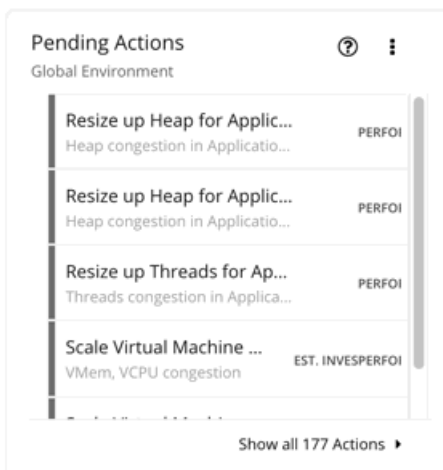 Pending Actions
Global Environment
Resize up Heap for Applic...
Heap congestion in Applicatio...
PERFOI
Resize up Heap for Applic...
Heap congestion in Applicatio...
PERFOI
Resize up Threads for Ap...
Threads congestion in Applica...
PERFOI
Scale Virtual Machine ...
VMem, VCPU congestion
EST. INVESPERFOI
Show all 177 Actions